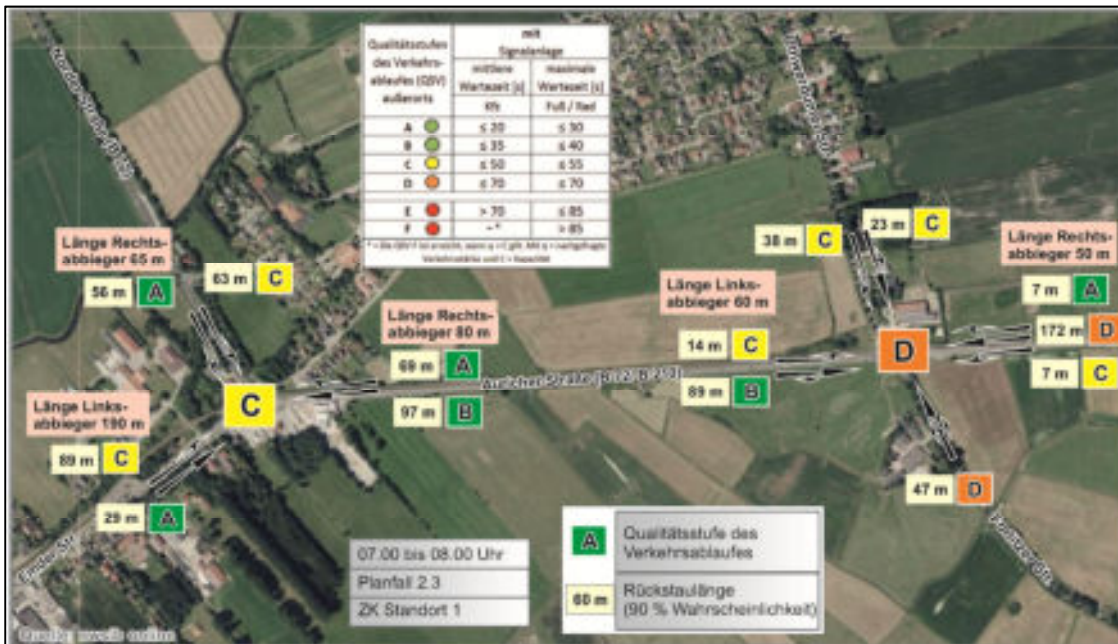 Qualitätsstufen
des Verkehrs-
ablaufes (QSV)
außerorts
mit
Signalanlage
mittlere
Wartezeit [s]
maximale
Wartezeit [s]
Kfz
Fuß / Rad
A ≤ 20 ≤ 30
B ≤ 35 ≤ 40
C ≤ 50 ≤ 55
D ≤ 70 ≤ 70
E > 70 ≤ 85
F - * > 85
Länge Rechts-
abbieger 65 m
56 m A
63 m C
Länge Rechts-
abbieger 80 m
69 m A
97 m B
C
Länge Links-
abbieger 190 m
89 m C
29 m A
Länge Links-
abbieger 60 m
14 m C
89 m B
38 m C
23 m C
Länge Rechts-
abbieger 50 m
7 m A
172 m D
7 m C
D
47 m D
Auricher Straße
07.00 bis 08.00 Uhr
Planfall 2.3
ZK Standort 1
A Qualitätsstufe des
Verkehrsablaufes
60 m Rückstaulänge
(90 % Wahrscheinlichkeit)